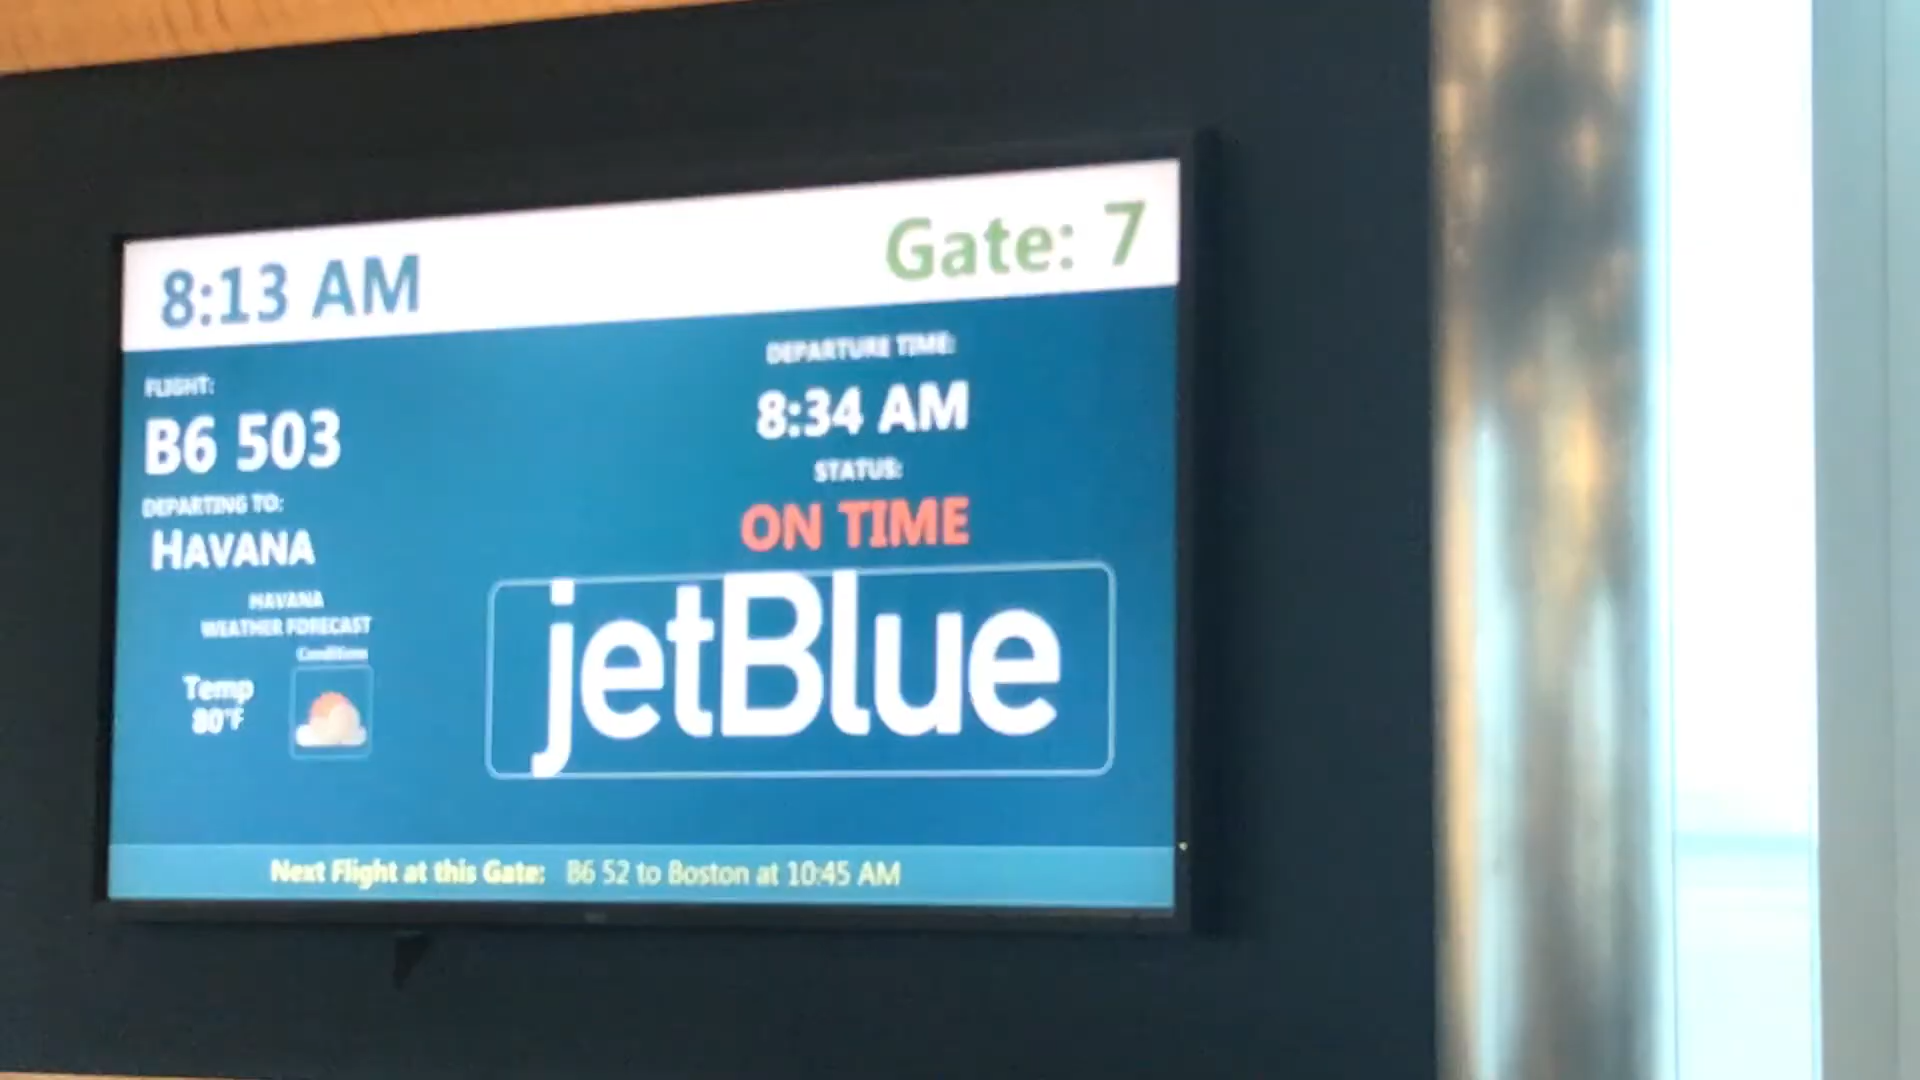 8:13 AM
Gate: 7
FLIGHT:
B6 503
DEPARTING TO:
HAVANA
HAVANA
WEATHER FORECAST
Conditions
Temp
80°F
DEPARTURE TIME:
8:34 AM
STATUS:
ON TIME
jetBlue
Next Flight at this Gate: B6 52 to Boston at 10:45 AM